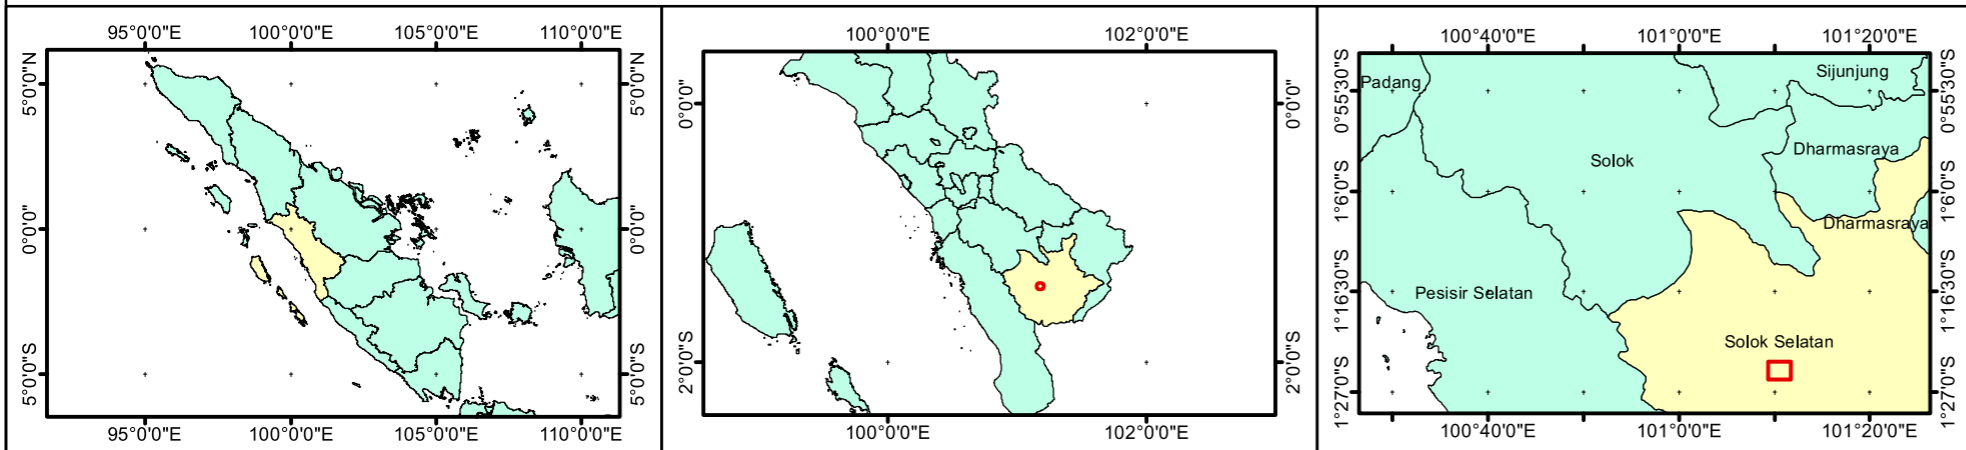 95°0'0"E 100°0'0"E 105°0'0"E 110°0'0"E
5°0'0"N 5°0'0"N
0°0'0" 0°0'0"
5°0'0"S 5°0'0"S
95°0'0"E 100°0'0"E 105°0'0"E 110°0'0"E
100°0'0"E 102°0'0"E
0°0'0" 0°0'0"
2°0'0"S 2°0'0"S
100°0'0"E 102°0'0"E
100°40'0"E 101°0'0"E 101°20'0"E
0°55'30"S 0°55'30"S
Padang
Sijunjung
Solok
Dharmasraya
1°6'0"S 1°6'0"S
Dharmasraya
1°16'30"S 1°16'30"S
Pesisir Selatan
Solok Selatan
1°27'0"S 1°27'0"S
100°40'0"E 101°0'0"E 101°20'0"E